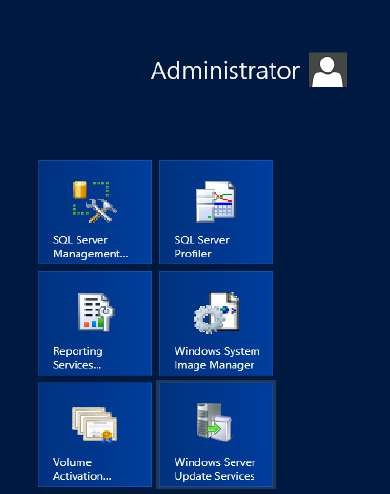 Administrator
SQL Server
Management...
SQL Server
Profiler
Reporting
Services...
Windows System
Image Manager
Volume
Activation...
Windows Server
Update Services